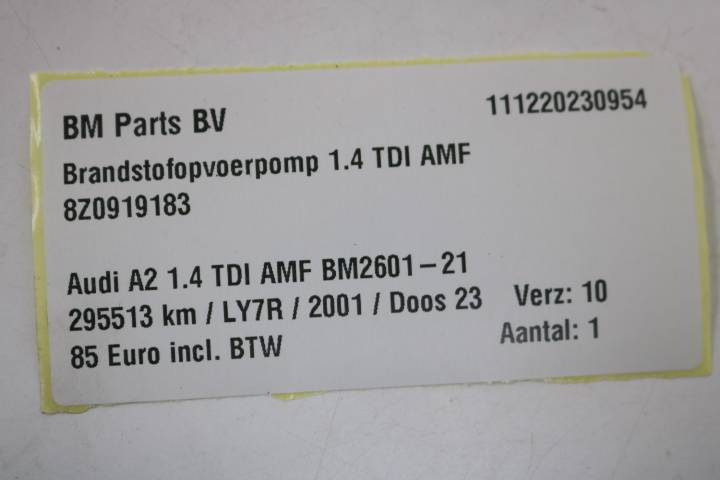 BM Parts BV
111220230954
Brandstofopvoerpomp 1.4 TDI AMF
8Z0919183
Audi A2 1.4 TDI AMF BM2601-21
295513 km / LY7R / 2001 / Doos 23
Verz: 10
85 Euro incl. BTW
Aantal: 1